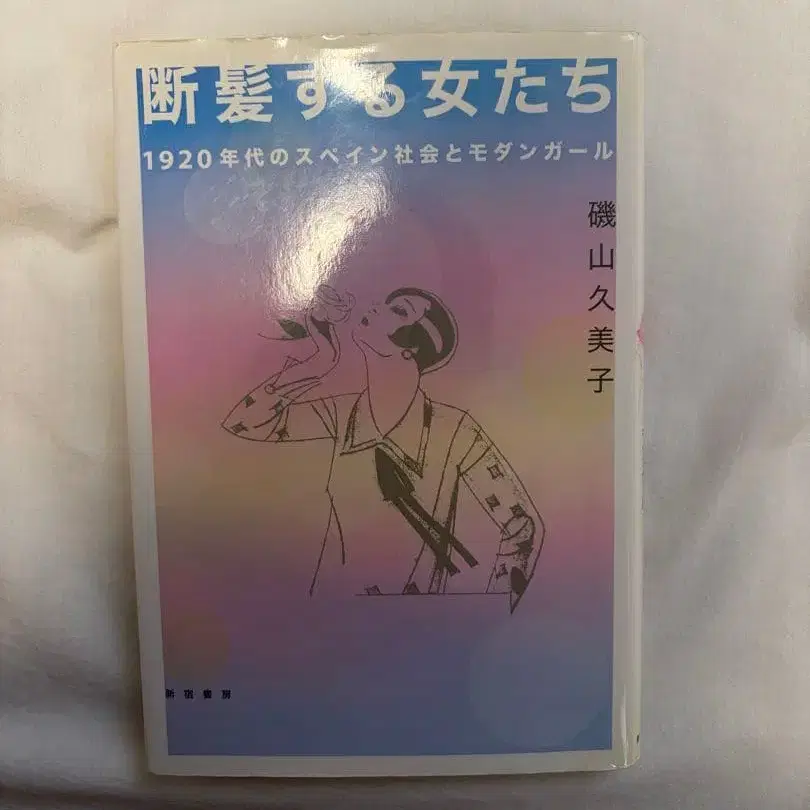 断髪する女たち
1920年代のスペイン社会とモダンガール
磯山久美子
新宿書房